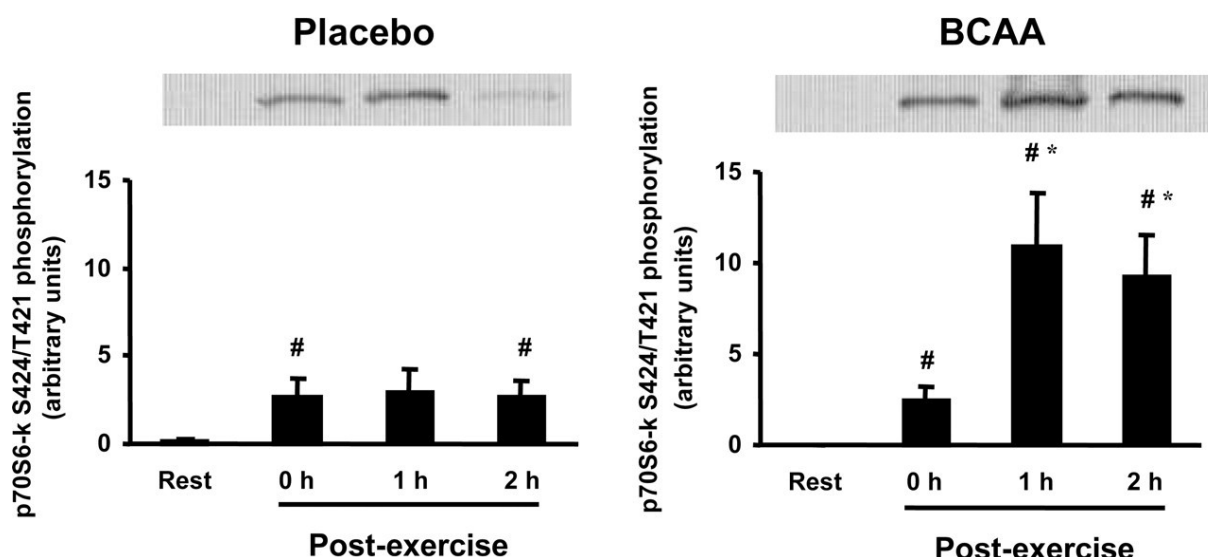 Placebo
p70S6-k S424/T421 phosphorylation
(arbitrary units)
15
10
5
0
#
#
Rest
0 h
1 h
2 h
Post-exercise
BCAA
p70S6-k S424/T421 phosphorylation
(arbitrary units)
15
10
5
0
#
# *
# *
Rest
0 h
1 h
2 h
Post-exercise